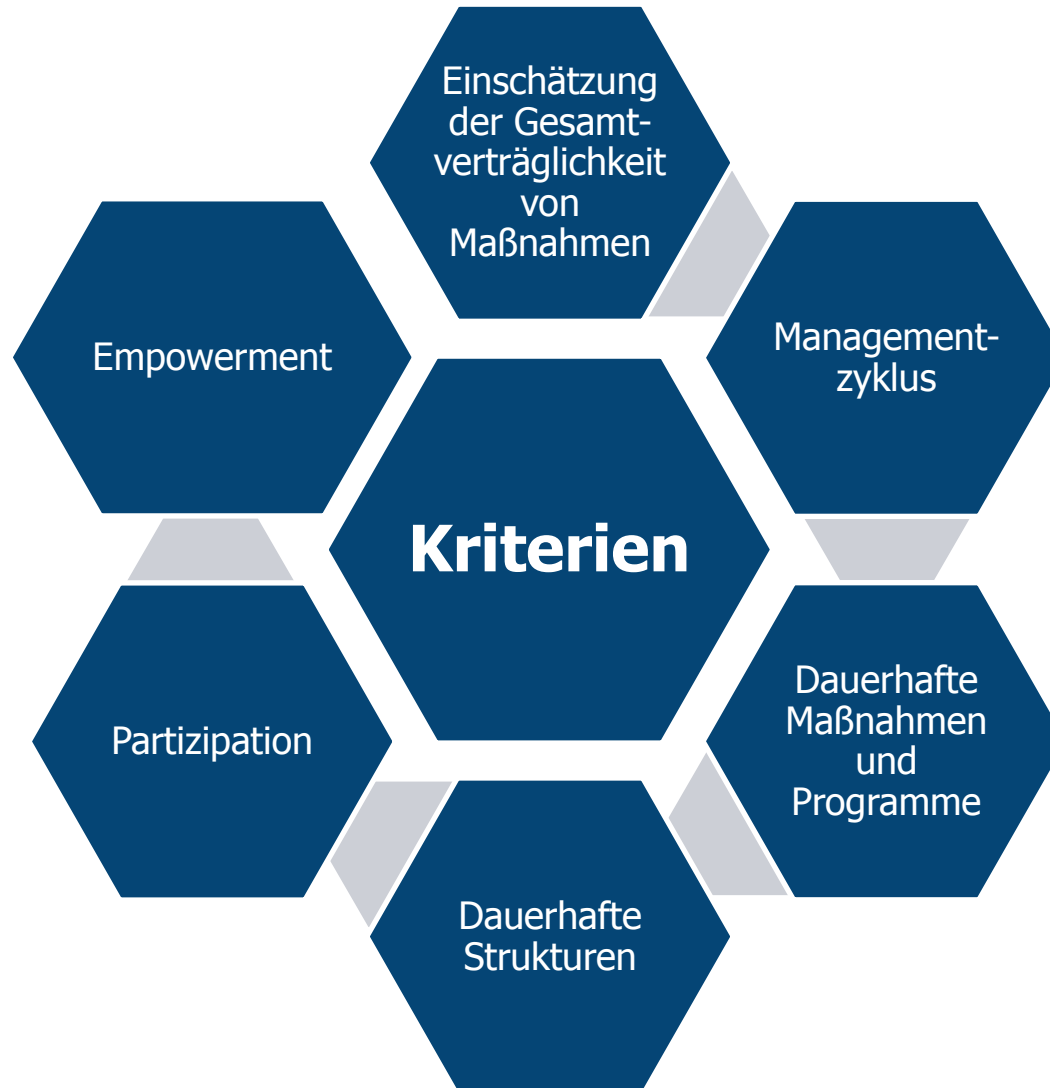 Einschätzung
der Gesamt-
verträglichkeit
von
Maßnahmen
Management-
zyklus
Dauerhafte
Maßnahmen
und
Programme
Dauerhafte
Strukturen
Partizipation
Empowerment
Kriterien